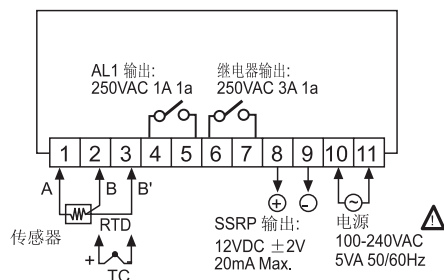 AL1 输出:
250VAC 1A 1a
继电器输出:
250VAC 3A 1a
1 2 3 4 5 6 7 8 9 10 11
A B B'
+ -
传感器
RTD
+ -
TC
SSRP 输出:
12VDC ±2V
20mA Max.
电源
100-240VAC
5VA 50/60Hz